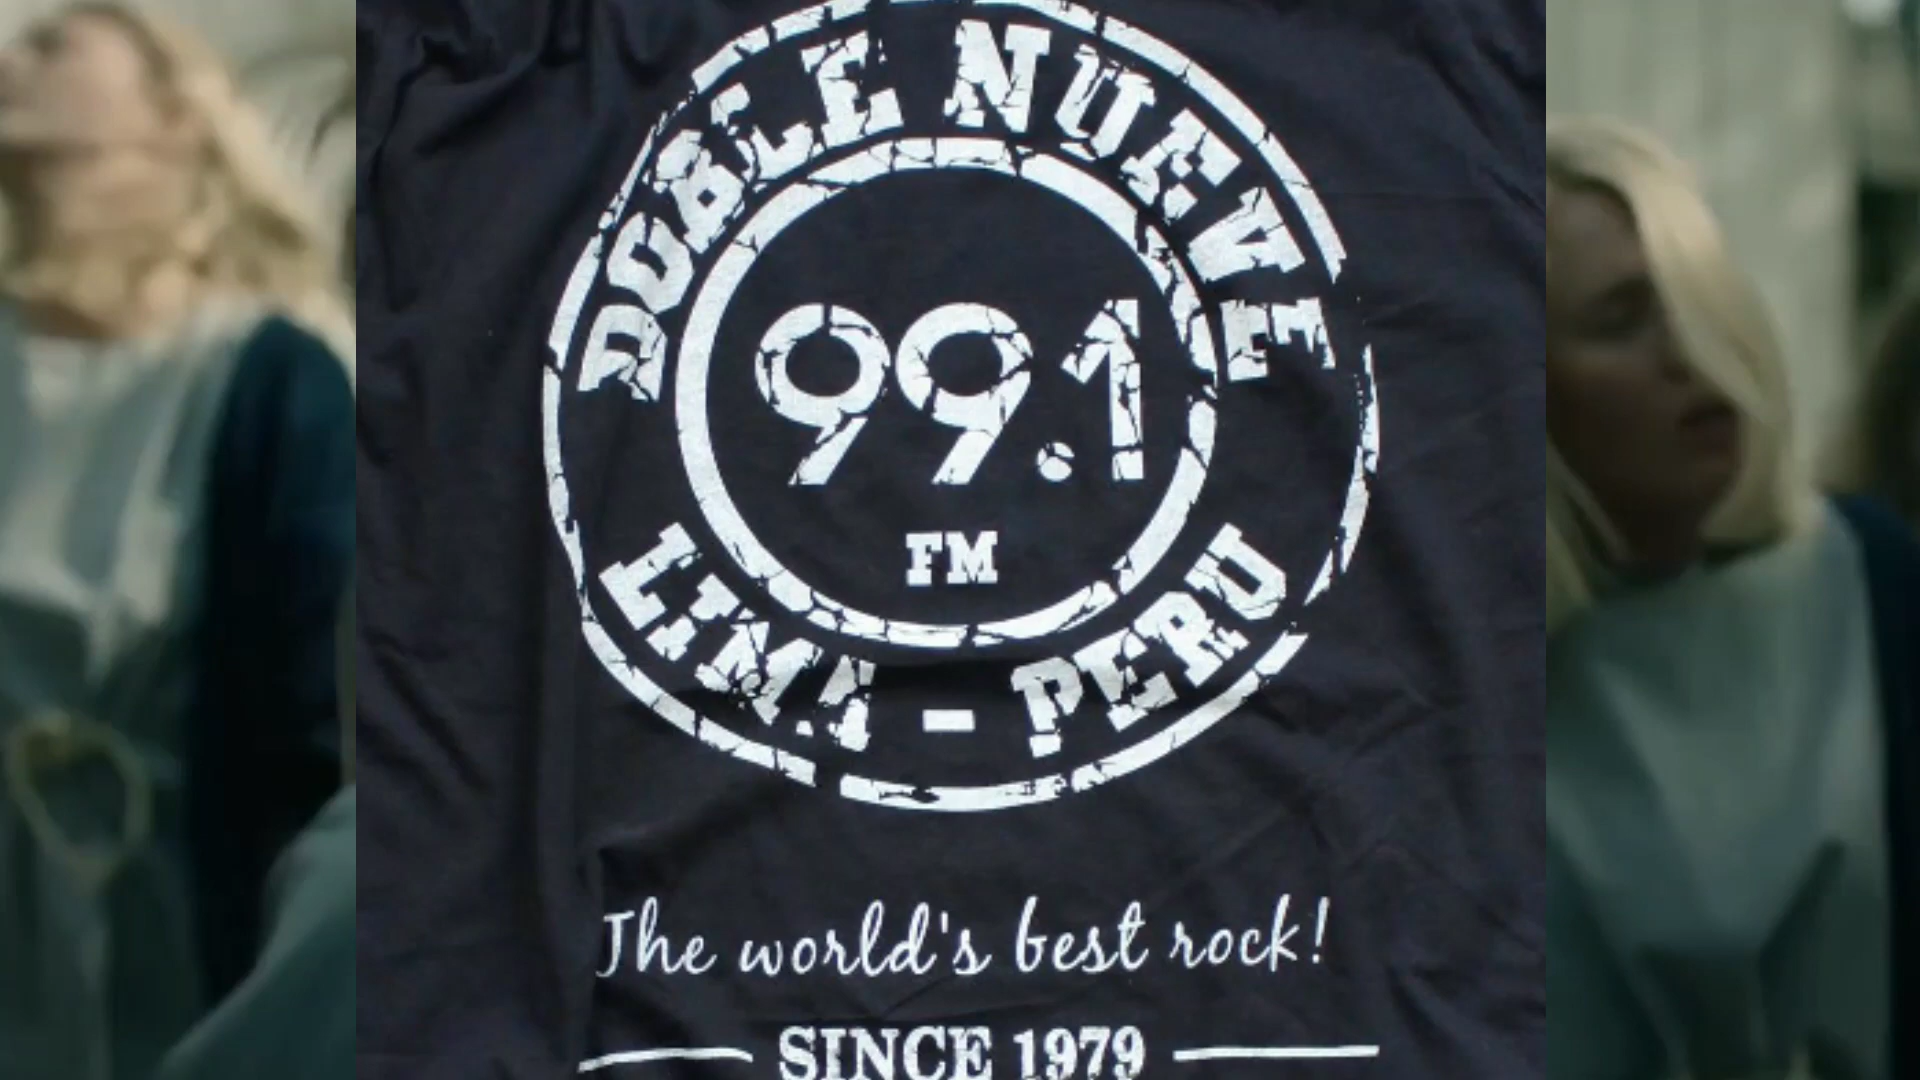 DOBLE NUEVE
99.1
FM
LIMA - PERU
The world's best rock!
SINCE 1979